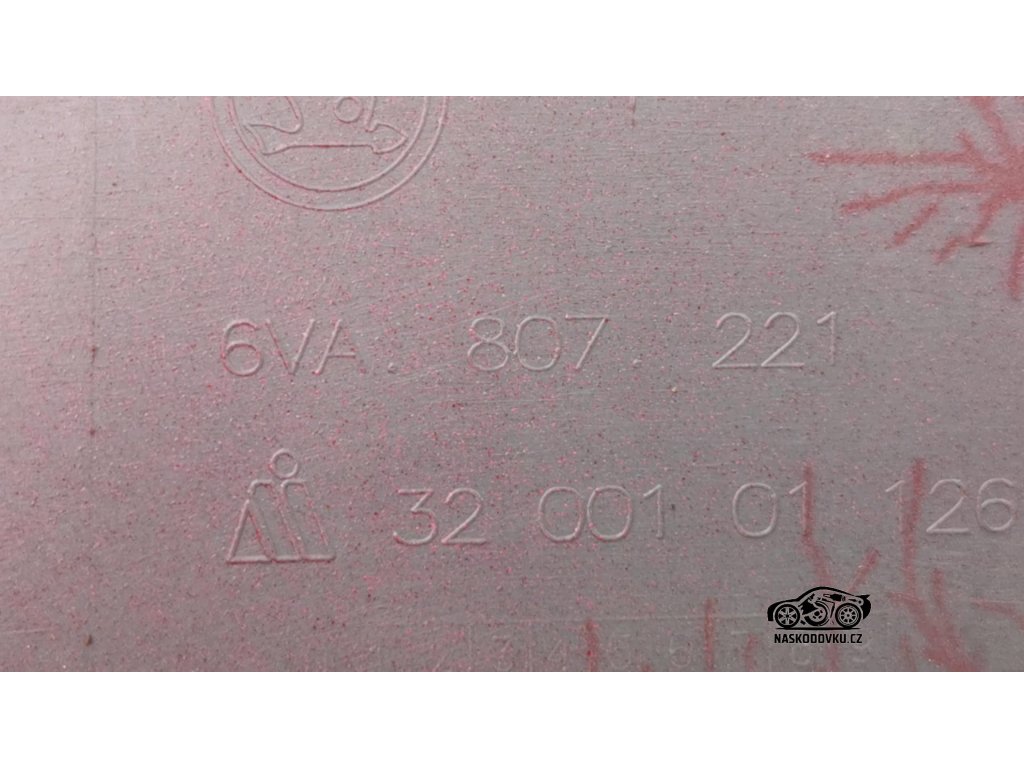 6VA. 807. 221
32 001 01 126
NASKODOVKU.CZ